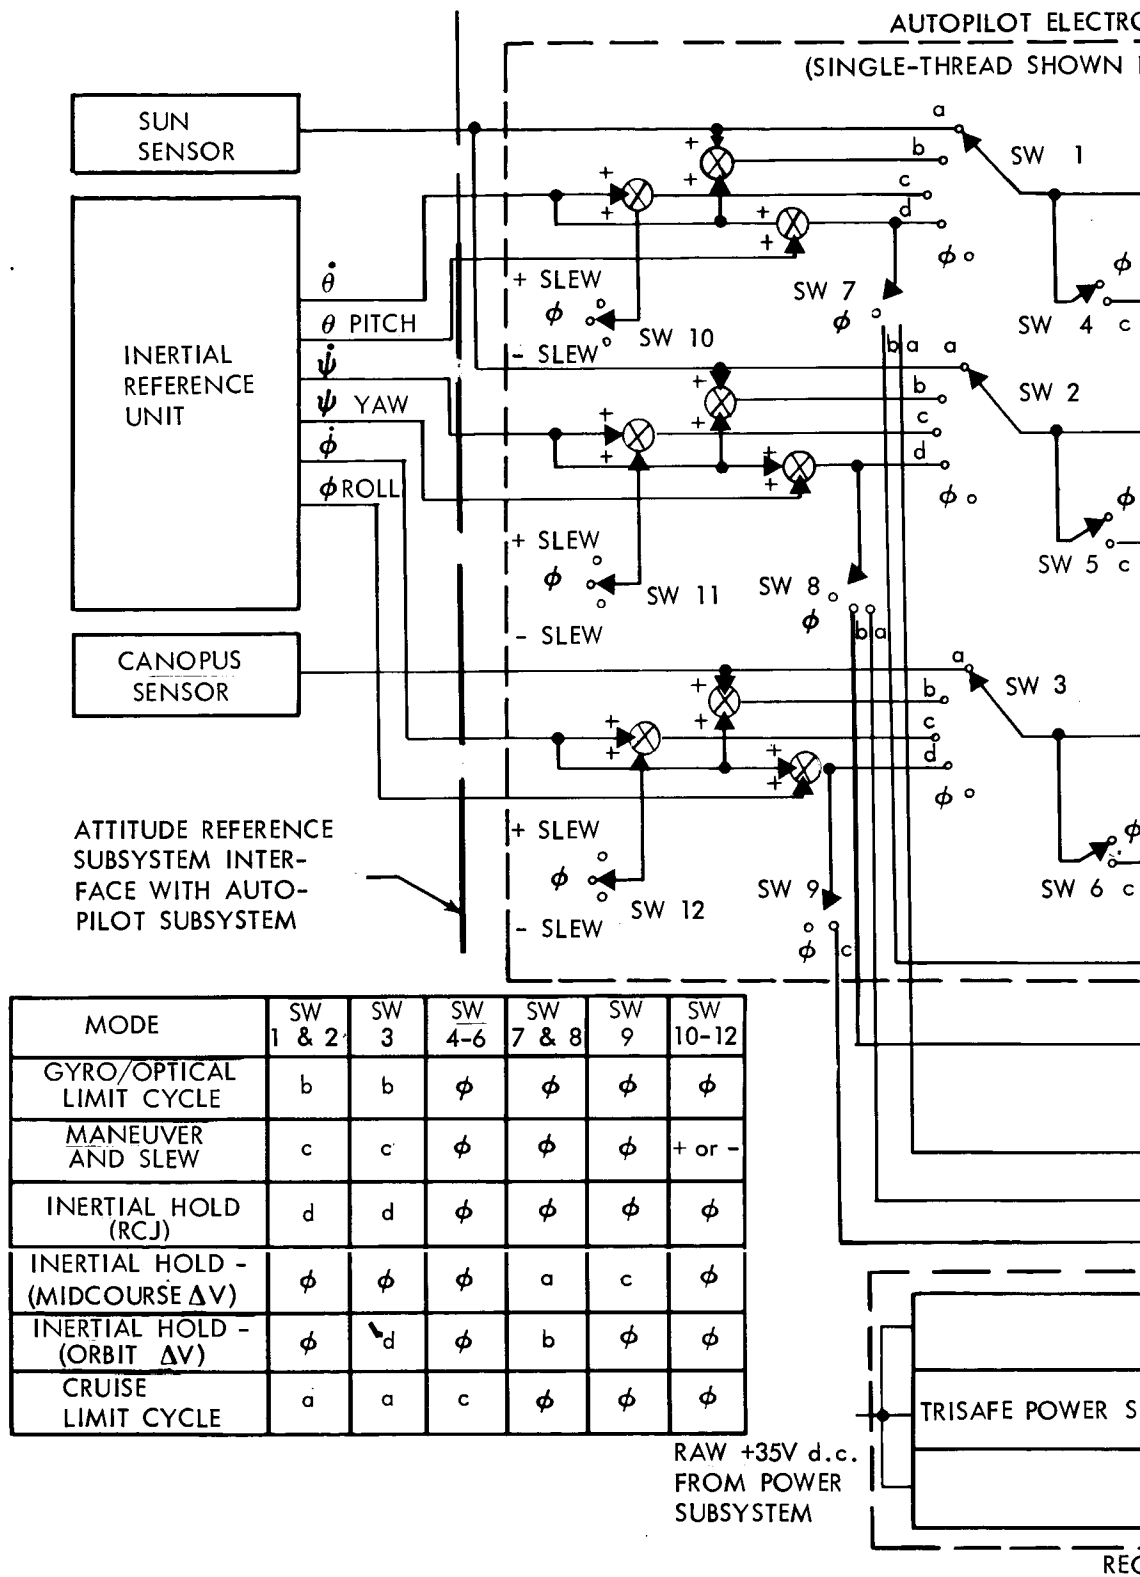 AUTOPILOT ELECTRO
(SINGLE-THREAD SHOWN
SUN
SENSOR
a
b
c
d
ϕ
SW 1
+
+
+
+
+
+
ϕ
SW 4 c
SW 7
ϕ
b a
INERTIAL
REFERENCE
UNIT
θ̇
θ PITCH
ψ̇
ψ YAW
ϕ̇
ϕ ROLL
+ SLEW
ϕ
SW 10
- SLEW
a
b
c
d
ϕ
SW 2
+
+
+
+
+
+
ϕ
SW 5 c
+ SLEW
ϕ
SW 11
- SLEW
SW 8
ϕ
b a
CANOPUS
SENSOR
a
b
c
d
ϕ
SW 3
+
+
+
+
+
+
ϕ
SW 6 c
+ SLEW
ϕ
SW 12
- SLEW
SW 9
ϕ c
ATTITUDE REFERENCE
SUBSYSTEM INTER-
FACE WITH AUTO-
PILOT SUBSYSTEM
MODE SW 1 & 2 SW 3 SW 4-6 SW 7 & 8 SW 9 SW 10-12
GYRO/OPTICAL LIMIT CYCLE b b ϕ ϕ ϕ ϕ
MANEUVER AND SLEW c c ϕ ϕ ϕ + or -
INERTIAL HOLD (RCJ) d d ϕ ϕ ϕ ϕ
INERTIAL HOLD - (MIDCOURSE ΔV) ϕ ϕ ϕ a c ϕ
INERTIAL HOLD - (ORBIT ΔV) ϕ d ϕ b ϕ ϕ
CRUISE LIMIT CYCLE a a c ϕ ϕ ϕ
TRISAFE POWER S
RAW +35V d.c.
FROM POWER
SUBSYSTEM
REC